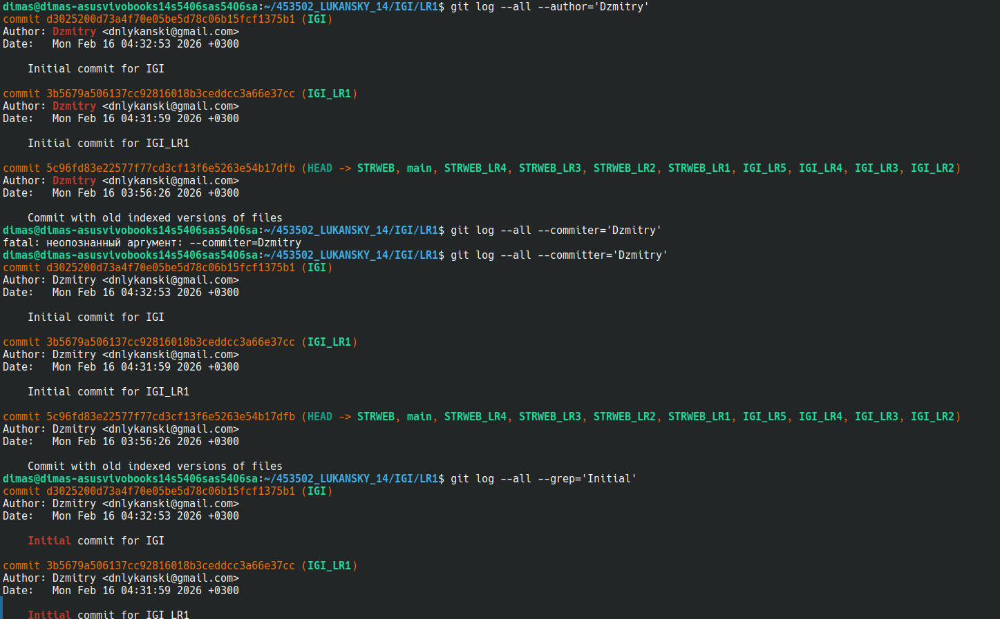 dimas@dimas-asusvivobooks14s5406sas5406sa:~/453502_LUKANSKY_14/IGI/LR1$ git log --all --author='Dzmitry'
commit d3025200d73a4f70e05be5d78c06b15fcf1375b1 (IGI)
Author: Dzmitry <dnlykanski@gmail.com>
Date:   Mon Feb 16 04:32:53 2026 +0300

    Initial commit for IGI

commit 3b5679a506137cc92816018b3ceddcc3a66e37cc (IGI_LR1)
Author: Dzmitry <dnlykanski@gmail.com>
Date:   Mon Feb 16 04:31:59 2026 +0300

    Initial commit for IGI_LR1

commit 5c96fd83e22577f77cd3cf13f6e5263e54b17dfb (HEAD -> STRWEB, main, STRWEB_LR4, STRWEB_LR3, STRWEB_LR2, STRWEB_LR1, IGI_LR5, IGI_LR4, IGI_LR3, IGI_LR2)
Author: Dzmitry <dnlykanski@gmail.com>
Date:   Mon Feb 16 03:56:26 2026 +0300

    Commit with old indexed versions of files
dimas@dimas-asusvivobooks14s5406sas5406sa:~/453502_LUKANSKY_14/IGI/LR1$ git log --all --commiter='Dzmitry'
fatal: неопознанный аргумент: --commiter=Dzmitry
dimas@dimas-asusvivobooks14s5406sas5406sa:~/453502_LUKANSKY_14/IGI/LR1$ git log --all --committer='Dzmitry'
commit d3025200d73a4f70e05be5d78c06b15fcf1375b1 (IGI)
Author: Dzmitry <dnlykanski@gmail.com>
Date:   Mon Feb 16 04:32:53 2026 +0300

    Initial commit for IGI

commit 3b5679a506137cc92816018b3ceddcc3a66e37cc (IGI_LR1)
Author: Dzmitry <dnlykanski@gmail.com>
Date:   Mon Feb 16 04:31:59 2026 +0300

    Initial commit for IGI_LR1

commit 5c96fd83e22577f77cd3cf13f6e5263e54b17dfb (HEAD -> STRWEB, main, STRWEB_LR4, STRWEB_LR3, STRWEB_LR2, STRWEB_LR1, IGI_LR5, IGI_LR4, IGI_LR3, IGI_LR2)
Author: Dzmitry <dnlykanski@gmail.com>
Date:   Mon Feb 16 03:56:26 2026 +0300

    Commit with old indexed versions of files
dimas@dimas-asusvivobooks14s5406sas5406sa:~/453502_LUKANSKY_14/IGI/LR1$ git log --all --grep='Initial'
commit d3025200d73a4f70e05be5d78c06b15fcf1375b1 (IGI)
Author: Dzmitry <dnlykanski@gmail.com>
Date:   Mon Feb 16 04:32:53 2026 +0300

    Initial commit for IGI

commit 3b5679a506137cc92816018b3ceddcc3a66e37cc (IGI_LR1)
Author: Dzmitry <dnlykanski@gmail.com>
Date:   Mon Feb 16 04:31:59 2026 +0300

    Initial commit for IGI_LR1